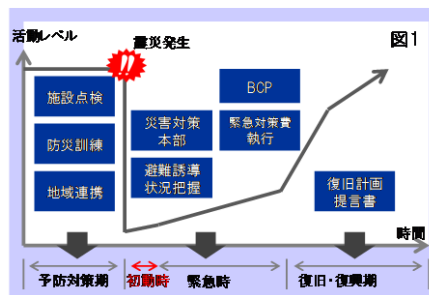 活動レベル
震災発生
図1
!!
施設点検
防災訓練
地域連携
災害対策
本部
避難誘導
状況把握
BCP
緊急対策費
執行
復旧計画
提言書
時間
予防対策期
初動時
緊急時
復旧・復興期